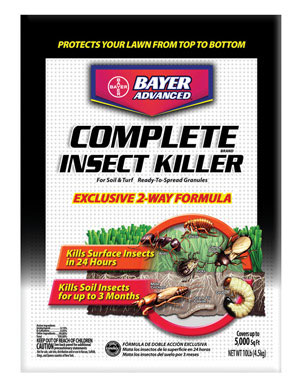 PROTECTS YOUR LAWN FROM TOP TO BOTTOM
BAYER
BAYER
ADVANCED
COMPLETE
BRAND
INSECT KILLER
For Soil & Turf Ready-To-Spread Granules
EXCLUSIVE 2-WAY FORMULA
Kills Surface Insects
in 24 Hours
Kills Soil Insects
for up to 3 Months
KEEP OUT OF REACH OF CHILDREN
CAUTION
FÓRMULA DE DOBLE ACCIÓN EXCLUSIVA
Mata los insectos de la superficie en 24 horas
Mata los insectos del suelo por 3 meses
Covers up to
5,000 Sq Ft
NET 10Lb (4.5kg)